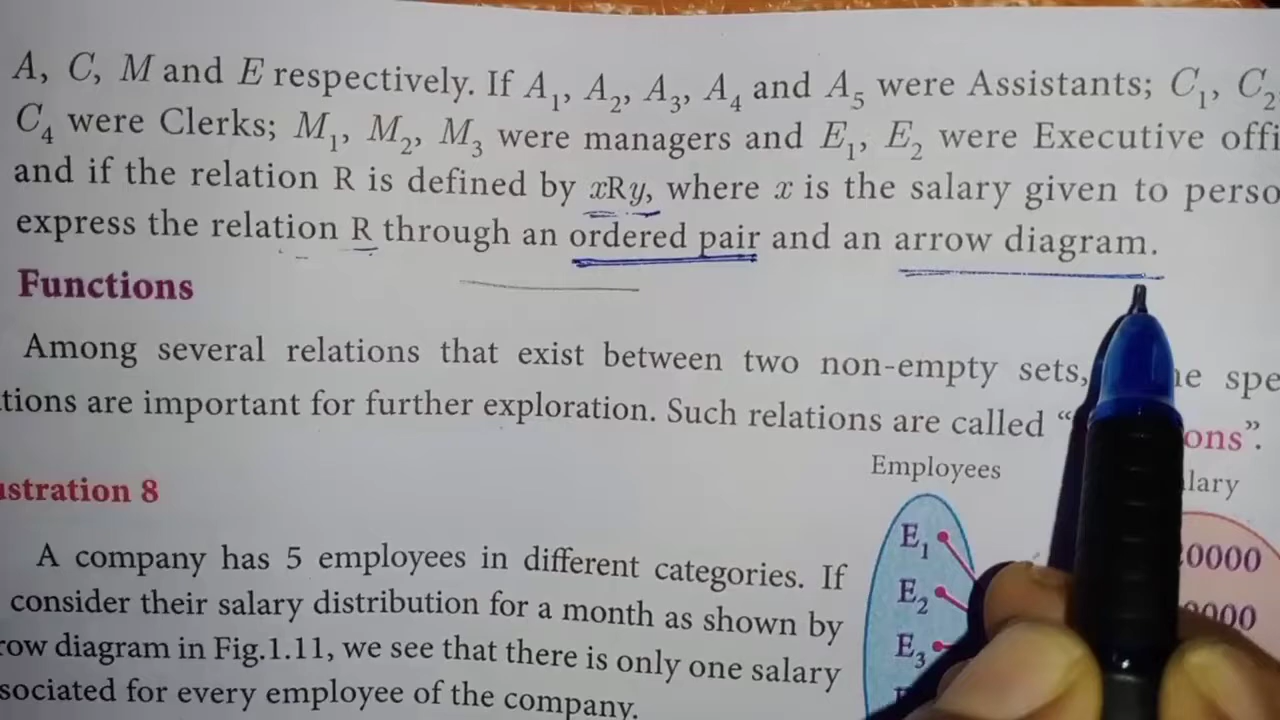 A, C, M and E respectively. If A₁, A₂, A₃, A₄ and A₅ were Assistants; C₁, C₂
C₄ were Clerks; M₁, M₂, M₃ were managers and E₁, E₂ were Executive offi
and if the relation R is defined by xRy, where x is the salary given to perso
express the relation R through an ordered pair and an arrow diagram.
Functions
Among several relations that exist between two non-empty sets, spe
tions are important for further exploration. Such relations are called “ ons”.
Employees
lary
ustration 8
A company has 5 employees in different categories. If
consider their salary distribution for a month as shown by
row diagram in Fig.1.11, we see that there is only one salary
sociated for every employee of the company.
E₁
E₂
E₃
0000
0000